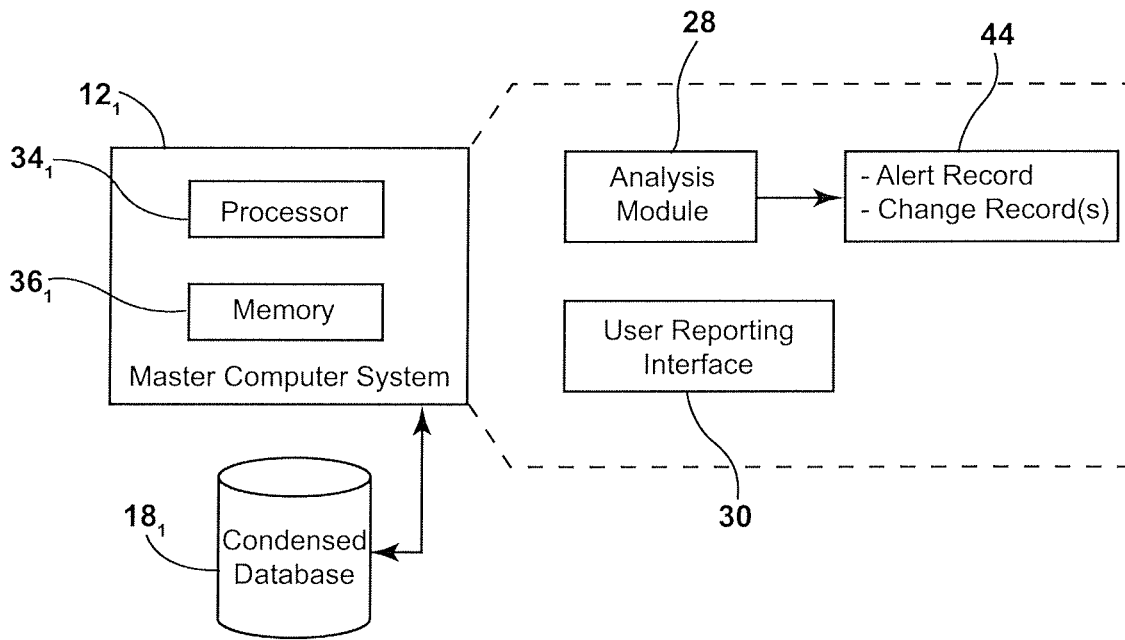 28
44
12₁
34₁
Processor
36₁
Memory
Master Computer System
Analysis
Module
- Alert Record
- Change Record(s)
User Reporting
Interface
18₁
Condensed
Database
30